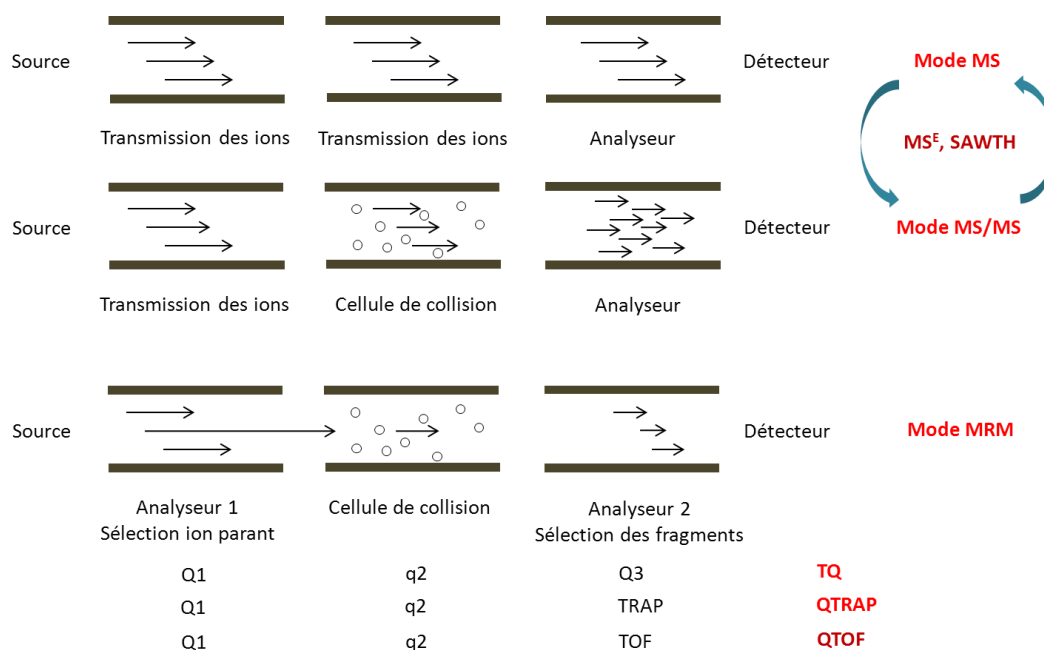 Source Détecteur Mode MS
Transmission des ions Transmission des ions Analyseur
MSᴱ, SAWTH
Source Détecteur Mode MS/MS
Transmission des ions Cellule de collision Analyseur
Source Détecteur Mode MRM
Analyseur 1 Cellule de collision Analyseur 2
Sélection ion parant Sélection des fragments
Q1 q2 Q3 TQ
Q1 q2 TRAP QTRAP
Q1 q2 TOF QTOF